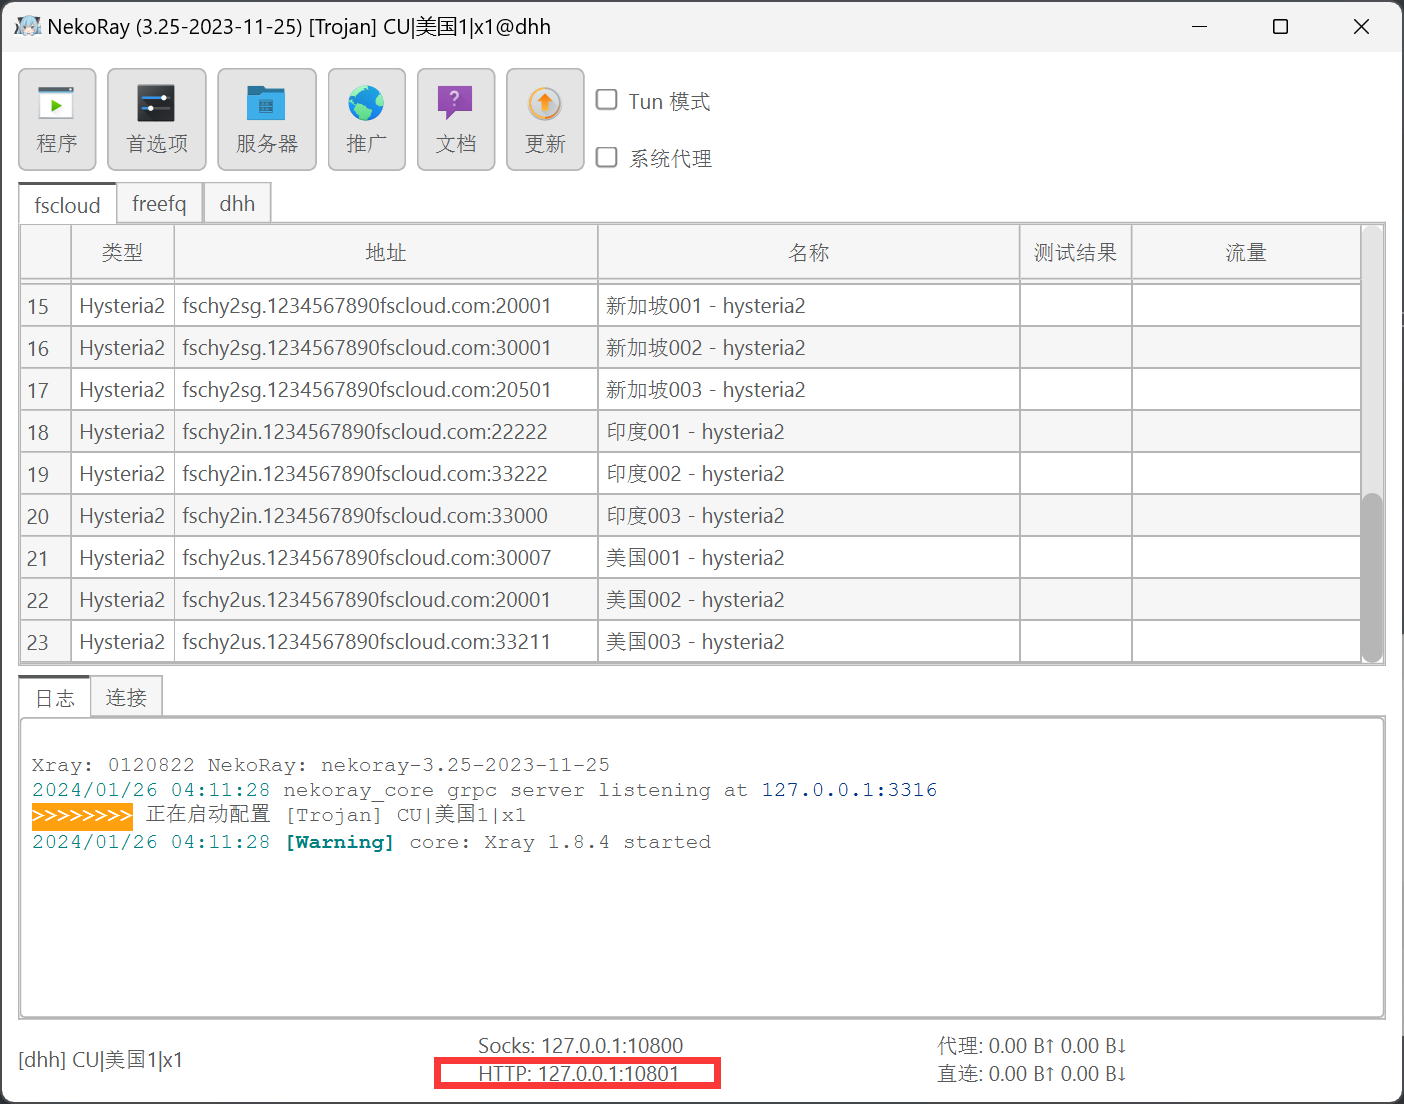 NekoRay (3.25-2023-11-25) [Trojan] CU|美国1|x1@dhh
程序 首选项 服务器 推广 文档 更新
Tun 模式
系统代理
fscloud freefq dhh
类型 地址 名称 测试结果 流量
15 Hysteria2 fschy2sg.1234567890fscloud.com:20001 新加坡001 - hysteria2
16 Hysteria2 fschy2sg.1234567890fscloud.com:30001 新加坡002 - hysteria2
17 Hysteria2 fschy2sg.1234567890fscloud.com:20501 新加坡003 - hysteria2
18 Hysteria2 fschy2in.1234567890fscloud.com:22222 印度001 - hysteria2
19 Hysteria2 fschy2in.1234567890fscloud.com:33222 印度002 - hysteria2
20 Hysteria2 fschy2in.1234567890fscloud.com:33000 印度003 - hysteria2
21 Hysteria2 fschy2us.1234567890fscloud.com:30007 美国001 - hysteria2
22 Hysteria2 fschy2us.1234567890fscloud.com:20001 美国002 - hysteria2
23 Hysteria2 fschy2us.1234567890fscloud.com:33211 美国003 - hysteria2
日志 连接
Xray: 0120822 NekoRay: nekoray-3.25-2023-11-25
2024/01/26 04:11:28 nekoray_core grpc server listening at 127.0.0.1:3316
>>>>>>>> 正在启动配置 [Trojan] CU|美国1|x1
2024/01/26 04:11:28 [Warning] core: Xray 1.8.4 started
[dhh] CU|美国1|x1
Socks: 127.0.0.1:10800
HTTP: 127.0.0.1:10801
代理: 0.00 B↑ 0.00 B↓
直连: 0.00 B↑ 0.00 B↓